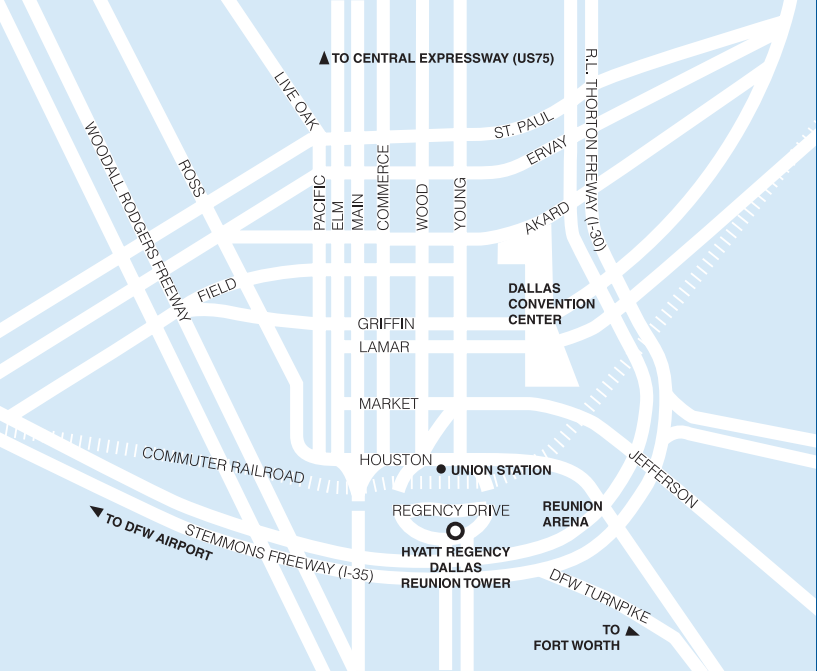 TO CENTRAL EXPRESSWAY (US75)
LIVE OAK
R.L. THORTON FREWAY (I-30)
ST. PAUL
WOODALL RODGERS FREEWAY
ERVAY
ROSS
PACIFIC
ELM
MAIN
COMMERCE
WOOD
YOUNG
AKARD
FIELD
DALLAS
CONVENTION
CENTER
GRIFFIN
LAMAR
MARKET
HOUSTON
UNION STATION
COMMUTER RAILROAD
JEFFERSON
REGENCY DRIVE
REUNION
ARENA
TO DFW AIRPORT
STEMMONS FREEWAY (I-35)
HYATT REGENCY
DALLAS
REUNION TOWER
DFW TURNPIKE
TO
FORT WORTH